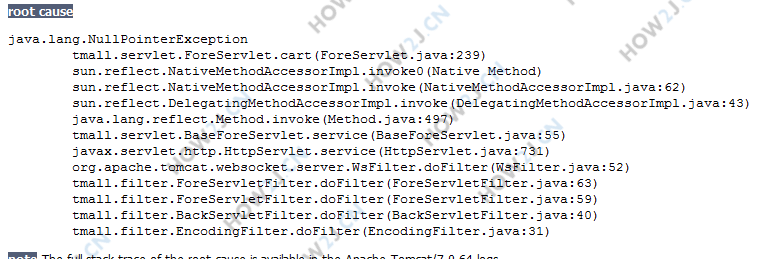 root cause
java.lang.NullPointerException
tmall.servlet.ForeServlet.cart(ForeServlet.java:239)
sun.reflect.NativeMethodAccessorImpl.invoke0(Native Method)
sun.reflect.NativeMethodAccessorImpl.invoke(NativeMethodAccessorImpl.java:62)
sun.reflect.DelegatingMethodAccessorImpl.invoke(DelegatingMethodAccessorImpl.java:43)
java.lang.reflect.Method.invoke(Method.java:497)
tmall.servlet.BaseForeServlet.service(BaseForeServlet.java:55)
javax.servlet.http.HttpServlet.service(HttpServlet.java:731)
org.apache.tomcat.websocket.server.WsFilter.doFilter(WsFilter.java:52)
tmall.filter.ForeServletFilter.doFilter(ForeServletFilter.java:63)
tmall.filter.ForeServletFilter.doFilter(ForeServletFilter.java:59)
tmall.filter.BackServletFilter.doFilter(BackServletFilter.java:40)
tmall.filter.EncodingFilter.doFilter(EncodingFilter.java:31)
note The full stack trace of the root cause is available in the Apache Tomcat/7.0.64 logs.
HOW2J.CN
HOW2J.CN
HOW2J.CN
HOW2J.CN